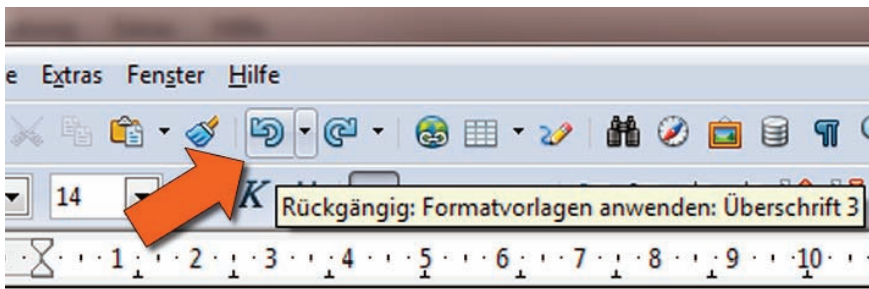 e Extras Fenster Hilfe
14 K
Rückgängig: Formatvorlagen anwenden: Überschrift 3
1 2 3 4 5 6 7 8 9 10